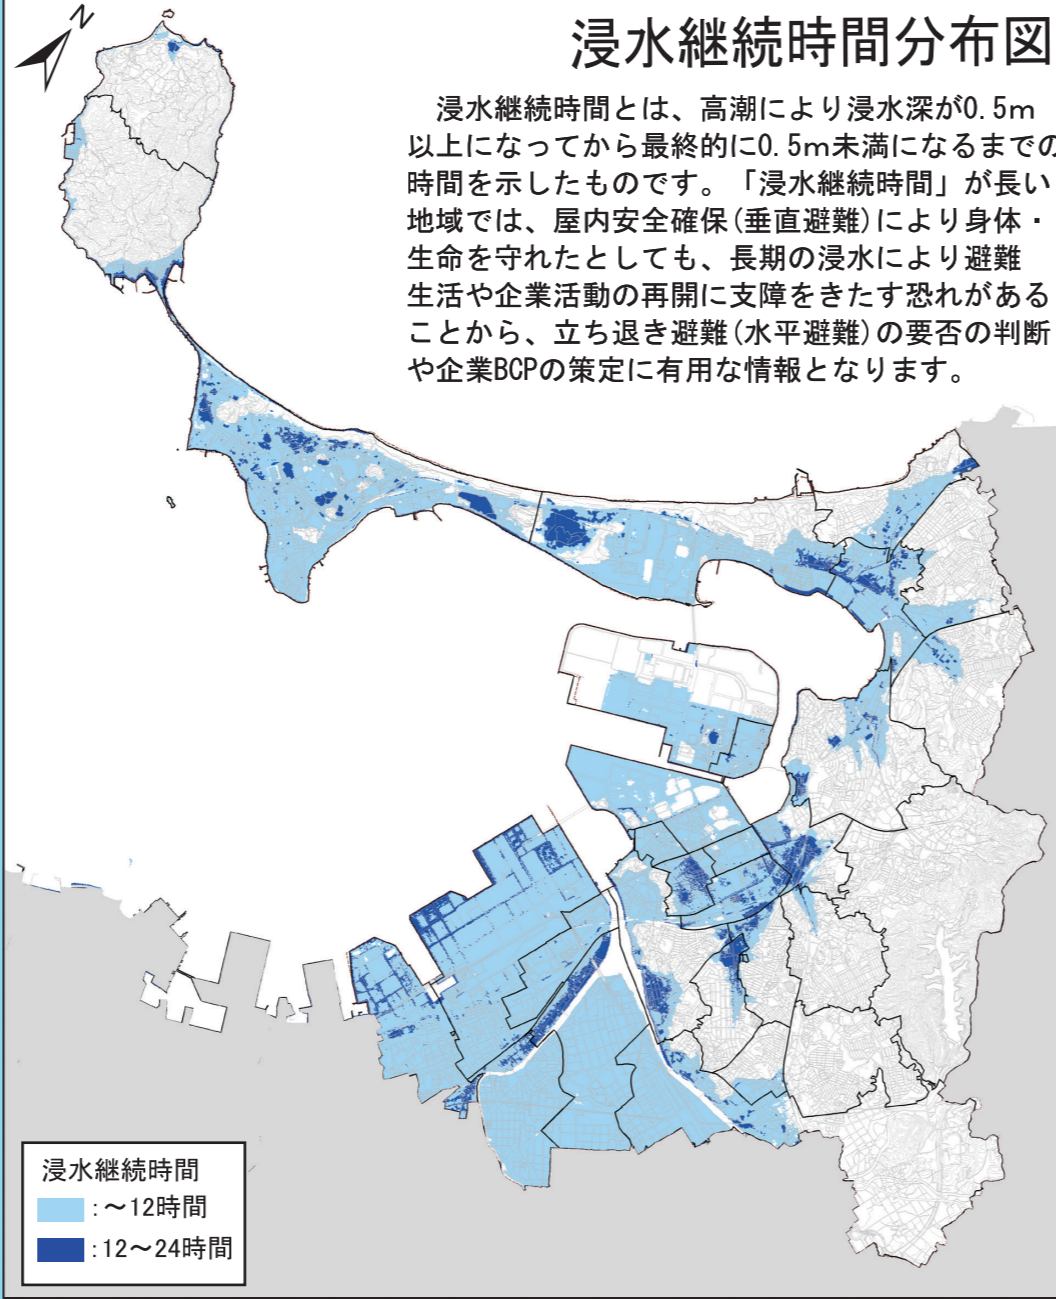 N
浸水継続時間分布図
浸水継続時間とは、高潮により浸水深が0.5m
以上になってから最終的に0.5m未満になるまでの
時間を示したものです。「浸水継続時間」が長い
地域では、屋内安全確保(垂直避難)により身体・
生命を守れたとしても、長期の浸水により避難
生活や企業活動の再開に支障をきたす恐れがある
ことから、立ち退き避難(水平避難)の要否の判断
や企業BCPの策定に有用な情報となります。
浸水継続時間
:～12時間
:12～24時間